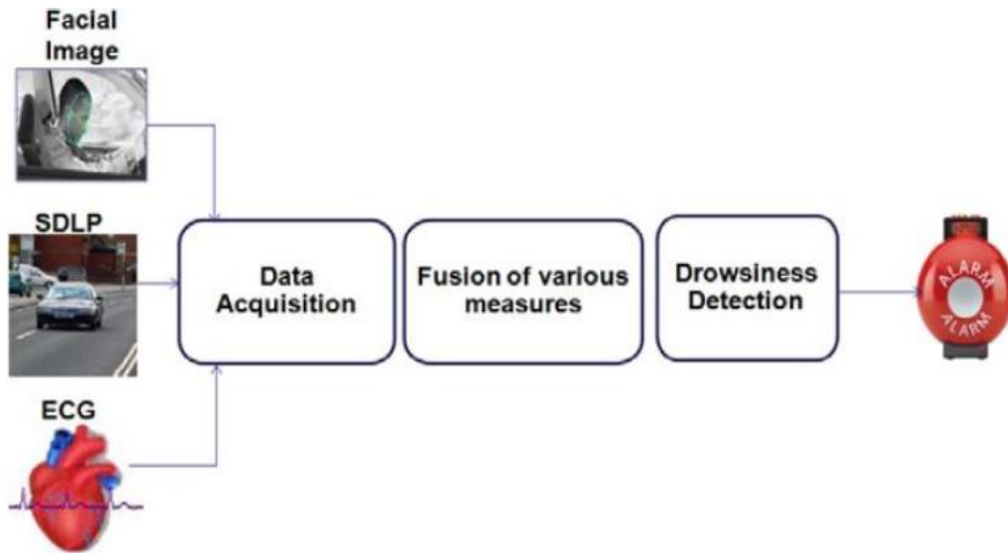 Facial
Image
SDLP
ECG
Data
Acquisition
Fusion of various
measures
Drowsiness
Detection
ALARM
ALARM